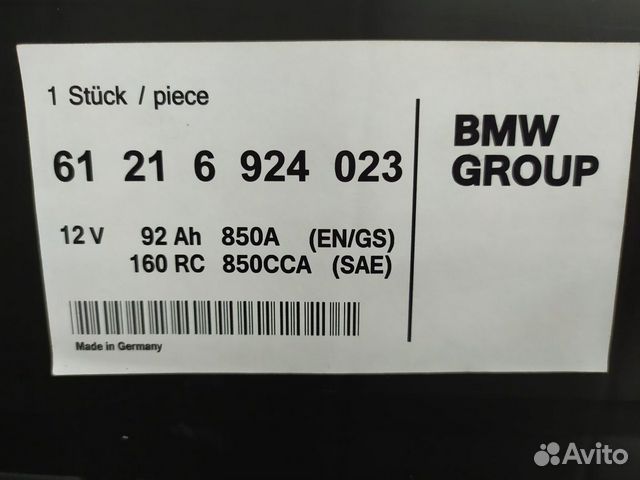 1 Stück / piece
61 21 6 924 023
12 V 92 Ah 850A (EN/GS)
160 RC 850CCA (SAE)
Made in Germany
BMW
GROUP
Avito